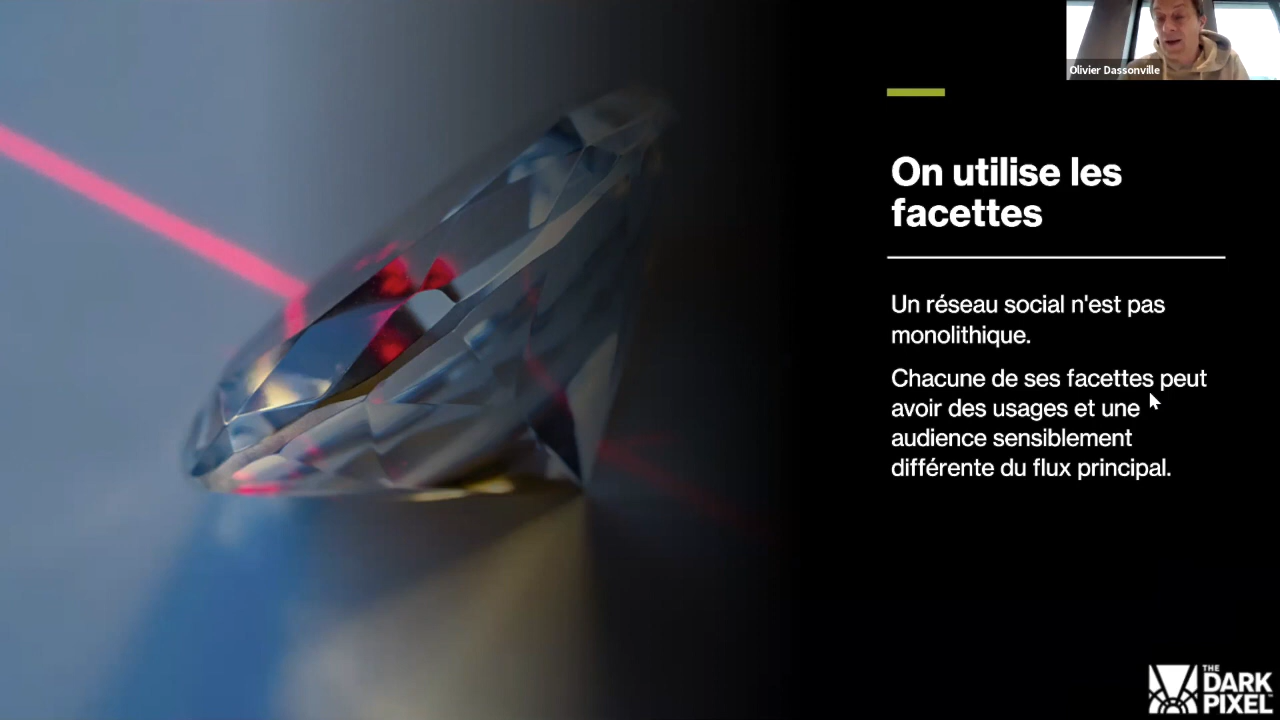 Olivier Dassonville
On utilise les
facettes
Un réseau social n'est pas
monolithique.
Chacune de ses facettes peut
avoir des usages et une
audience sensiblement
différente du flux principal.
THE
DARK
PIXEL